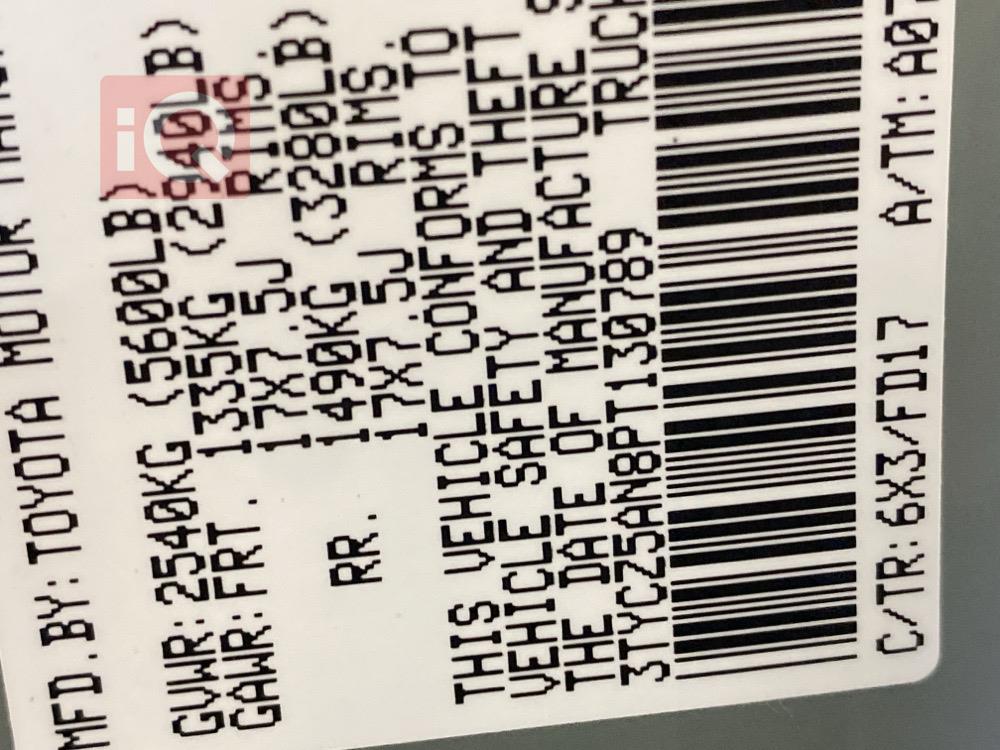 MFD.BY:TOYOTA MOTOR
GVWR:2540KG (5600LB)
GAWR:FRT. 1335KG (2940LB)
17X7.5J RIMS.
RR. 1490KG (3280LB)
17X7.5J RIMS.
THIS VEHICLE CONFORMS TO
VEHICLE SAFETY AND THEFT
THE DATE OF MANUFACTURE
3TYCZ5AN8PT130789 TRUCK
C/TR:6X3/FD17 A/TM:A07
iQ